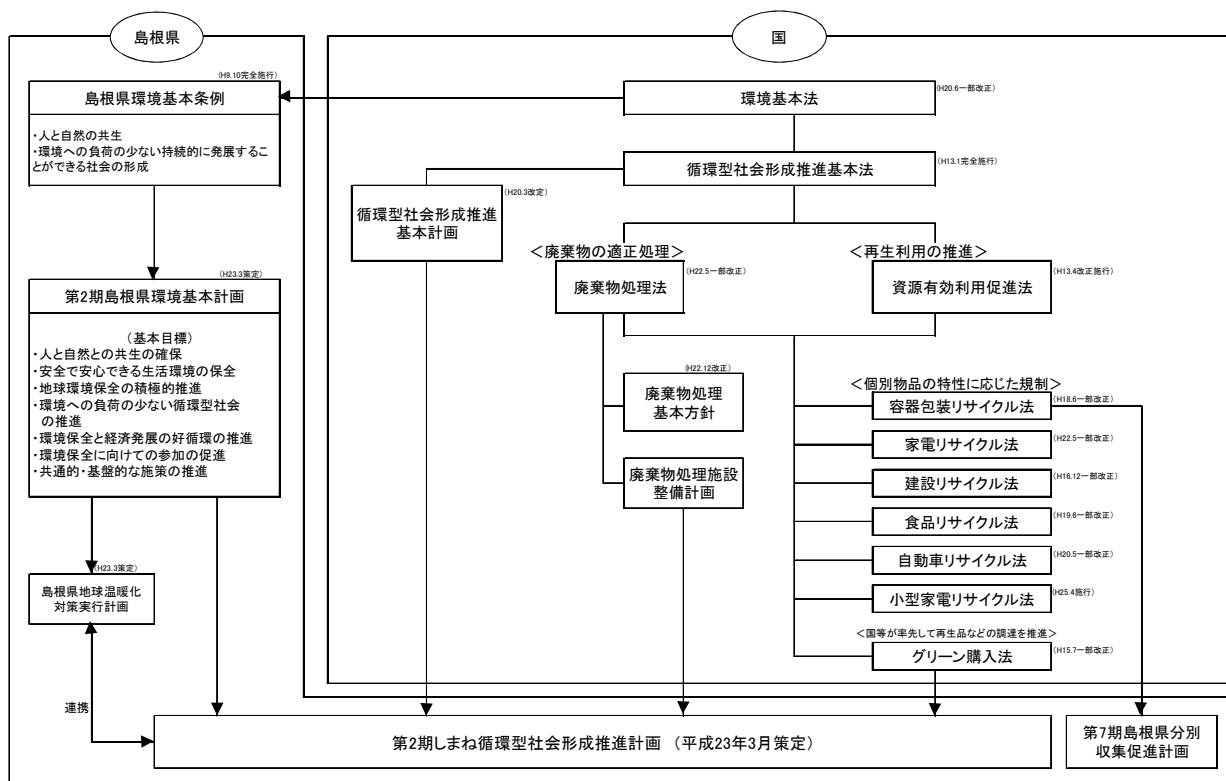 島根県
国
(H9.10完全施行)
島根県環境基本条例
・人と自然の共生
・環境への負荷の少ない持続的に発展するこ
とができる社会の形成
(H23.3策定)
第2期島根県環境基本計画
(基本目標)
・人と自然との共生の確保
・安全で安心できる生活環境の保全
・地球環境保全の積極的推進
・環境への負荷の少ない循環型社会
の推進
・環境保全と経済発展の好循環の推進
・環境保全に向けての参加の促進
・共通的・基盤的な施策の推進
(H23.3策定)
島根県地球温暖化
対策実行計画
連携
環境基本法
(H20.6一部改正)
循環型社会形成推進基本法
(H13.1完全施行)
(H20.3改定)
循環型社会形成推進
基本計画
<廃棄物の適正処理>
廃棄物処理法
(H22.5一部改正)
<再生利用の推進>
資源有効利用促進法
(H13.4改正施行)
(H22.12改正)
廃棄物処理
基本方針
廃棄物処理施設
整備計画
<個別物品の特性に応じた規制>
容器包装リサイクル法
(H18.6一部改正)
家電リサイクル法
(H22.5一部改正)
建設リサイクル法
(H16.12一部改正)
食品リサイクル法
(H19.6一部改正)
自動車リサイクル法
(H20.5一部改正)
小型家電リサイクル法
(H25.4施行)
<国等が率先して再生品などの調達を推進>
グリーン購入法
(H15.7一部改正)
第2期しまね循環型社会形成推進計画 (平成23年3月策定)
第7期島根県分別
収集促進計画